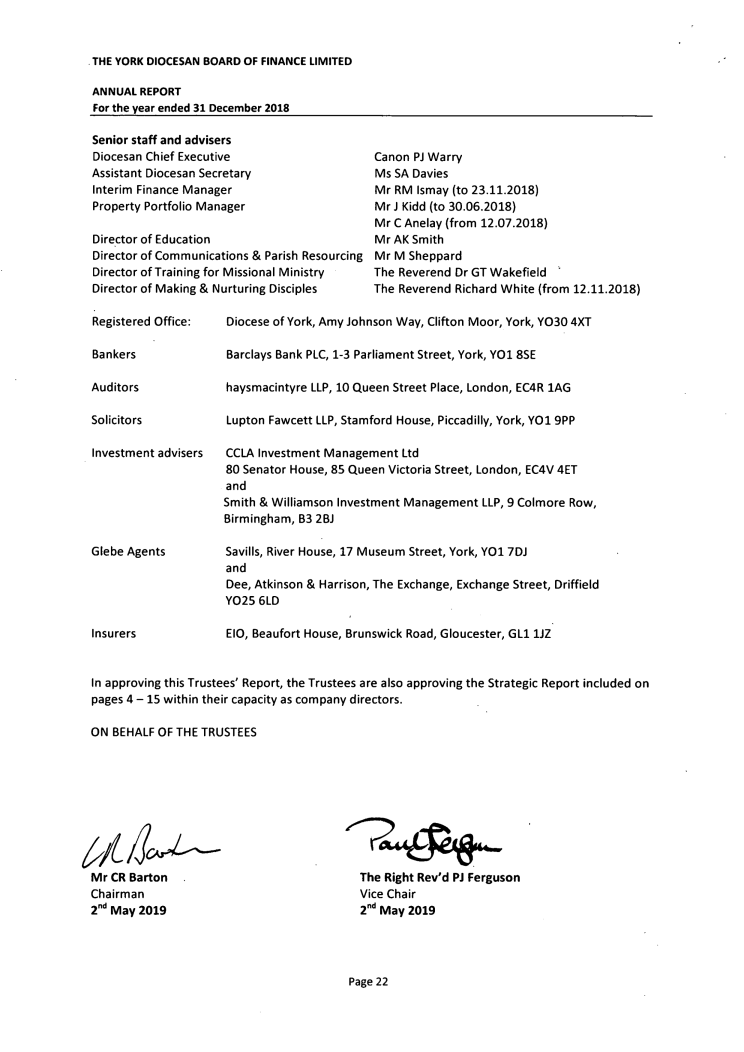 THE YORK DIOCESAN BOARD OF FINANCE LIMITED
ANNUAL REPORT
For the year ended 31 December 2018
Senior staff and advisers
Diocesan Chief Executive Canon PJ Warry
Assistant Diocesan Secretary Ms SA Davies
Interim Finance Manager Mr RM Ismay (to 23.11.2018)
Property Portfolio Manager Mr J Kidd (to 30.06.2018)
Mr C Anelay (from 12.07.2018)
Director of Education Mr AK Smith
Director of Communications & Parish Resourcing Mr M Sheppard
Director of Training for Missional Ministry The Reverend Dr GT Wakefield
Director of Making & Nurturing Disciples The Reverend Richard White (from 12.11.2018)
Registered Office: Diocese of York, Amy Johnson Way, Clifton Moor, York, YO30 4XT
Bankers Barclays Bank PLC, 1-3 Parliament Street, York, YO1 8SE
Auditors haysmacintyre LLP, 10 Queen Street Place, London, EC4R 1AG
Solicitors Lupton Fawcett LLP, Stamford House, Piccadilly, York, YO1 9PP
Investment advisers CCLA Investment Management Ltd
80 Senator House, 85 Queen Victoria Street, London, EC4V 4ET
and
Smith & Williamson Investment Management LLP, 9 Colmore Row,
Birmingham, B3 2BJ
Glebe Agents Savills, River House, 17 Museum Street, York, YO1 7DJ
and
Dee, Atkinson & Harrison, The Exchange, Exchange Street, Driffield
YO25 6LD
Insurers EIO, Beaufort House, Brunswick Road, Gloucester, GL1 1JZ
In approving this Trustees' Report, the Trustees are also approving the Strategic Report included on
pages 4 – 15 within their capacity as company directors.
ON BEHALF OF THE TRUSTEES
CR Barton Paul Ferguson
Mr CR Barton The Right Rev'd PJ Ferguson
Chairman Vice Chair
2nd May 2019 2nd May 2019
Page 22